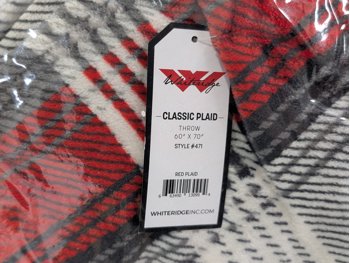 Whiteridge
CLASSIC PLAID
THROW
60" X 70"
STYLE #471
RED PLAID
WHITERIDGEINC.COM